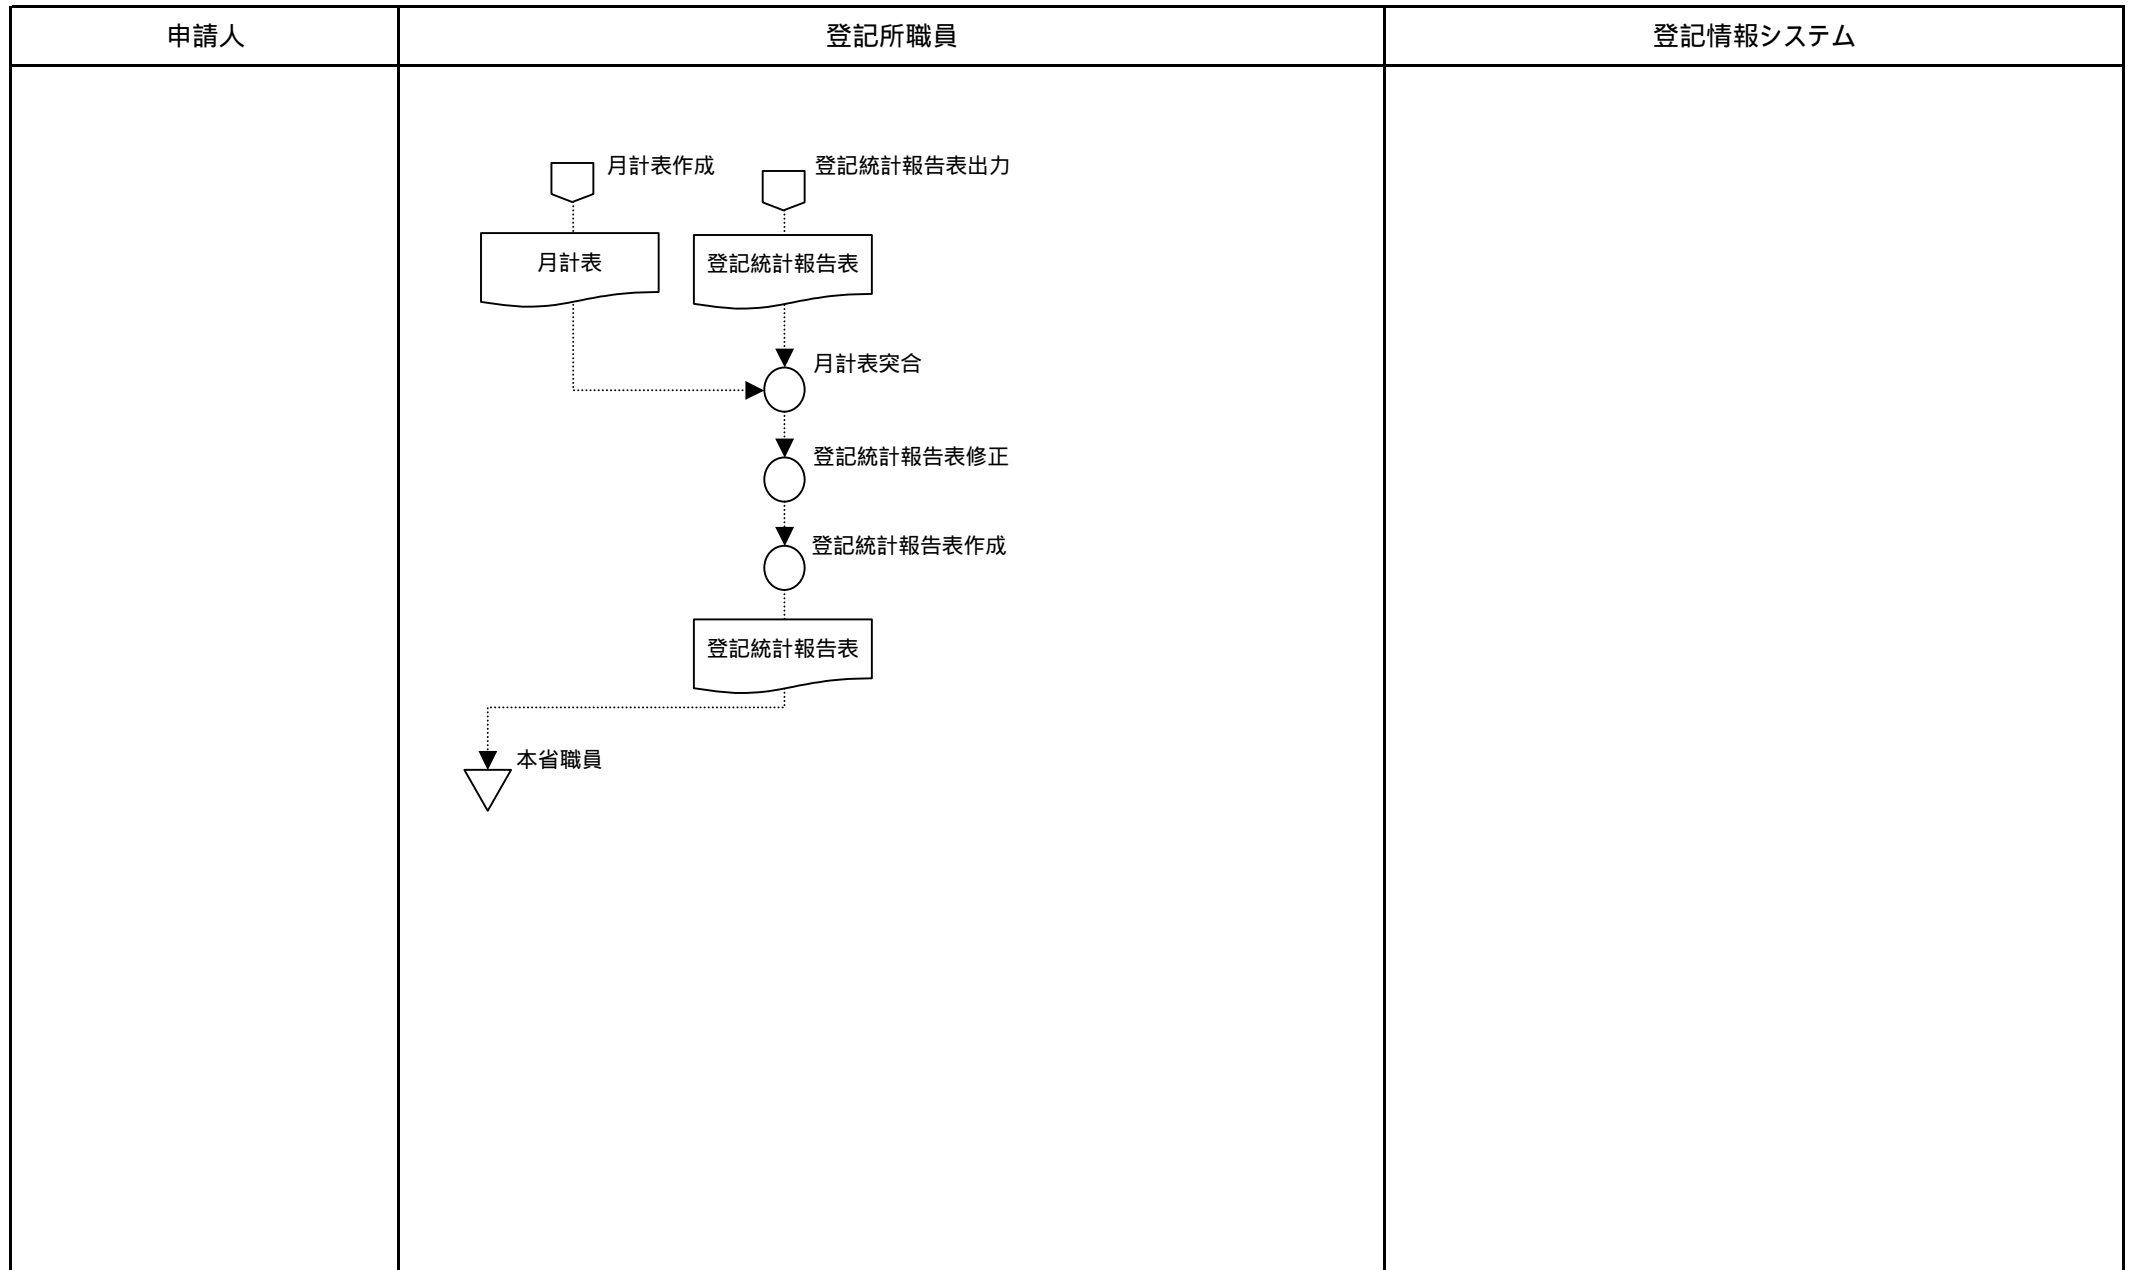 申請人
登記所職員
登記情報システム
月計表作成
登記統計報告表出力
月計表
登記統計報告表
月計表突合
登記統計報告表修正
登記統計報告表作成
登記統計報告表
本省職員